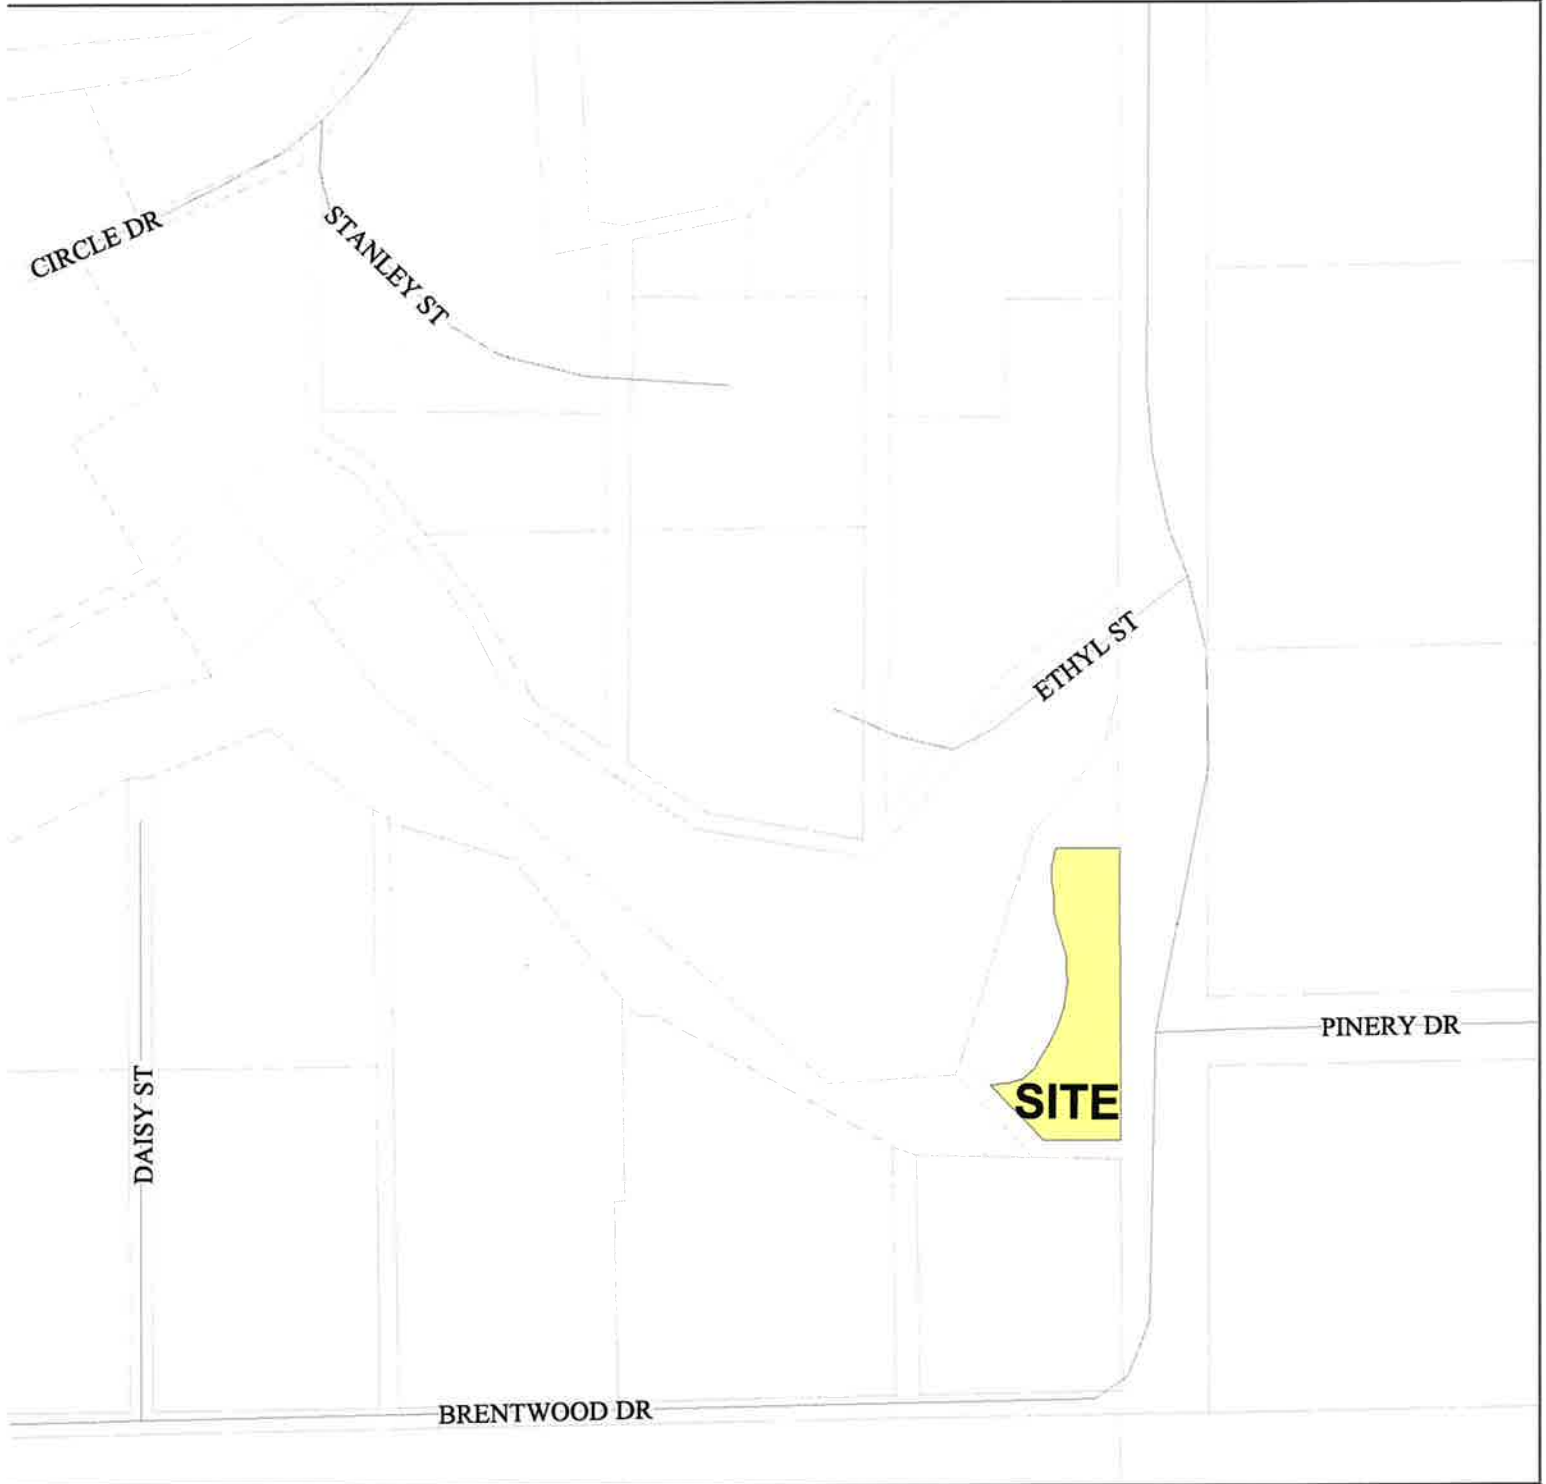 CIRCLE DR
STANLEY ST
ETHYL ST
PINERY DR
SITE
DAISY ST
BRENTWOOD DR